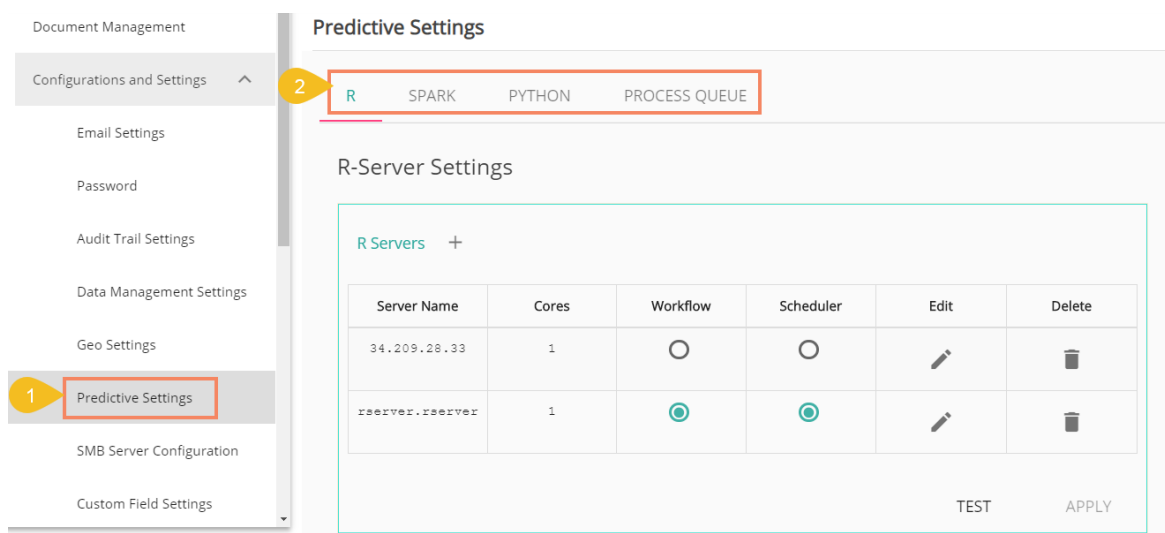 Document Management
Configurations and Settings
Email Settings
Password
Audit Trail Settings
Data Management Settings
Geo Settings
1
Predictive Settings
SMB Server Configuration
Custom Field Settings
Predictive Settings
2
R SPARK PYTHON PROCESS QUEUE
R-Server Settings
R Servers +
Server Name Cores Workflow Scheduler Edit Delete
34.209.28.33 1
rserver.rserver 1
TEST APPLY